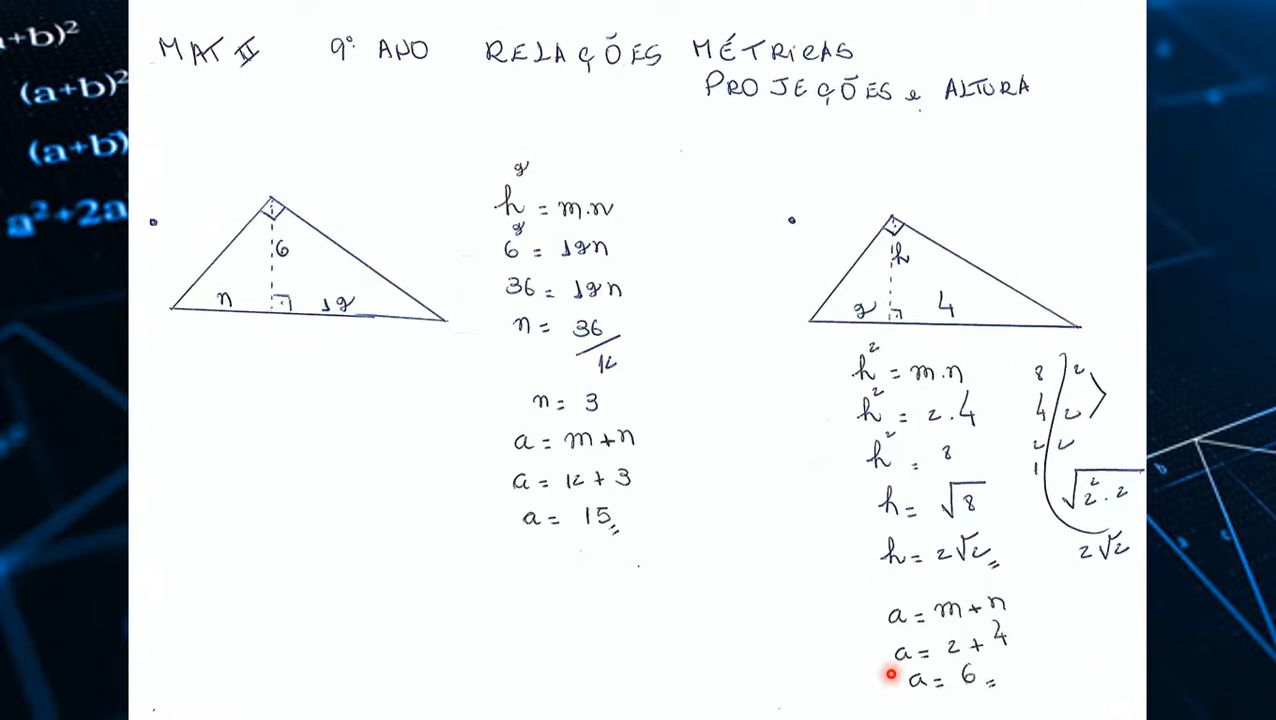 a+b)²
(a+b)²
(a+b)
a²+2a
MAT II 9º ANO RELAÇÕES MÉTRICAS
PROJEÇÕES e ALTURA
6
n 12
h² = m.n
6² = 12n
36 = 12n
n = 36/12
n = 3
a = m+n
a = 12+3
a = 15
h
2 4
h² = m.n
h² = 2.4
h² = 8
h = √8
h = 2√2
8 2
4 2
2 2
1
√2².2
2√2
a = m+n
a = 2+4
a = 6
b
a c